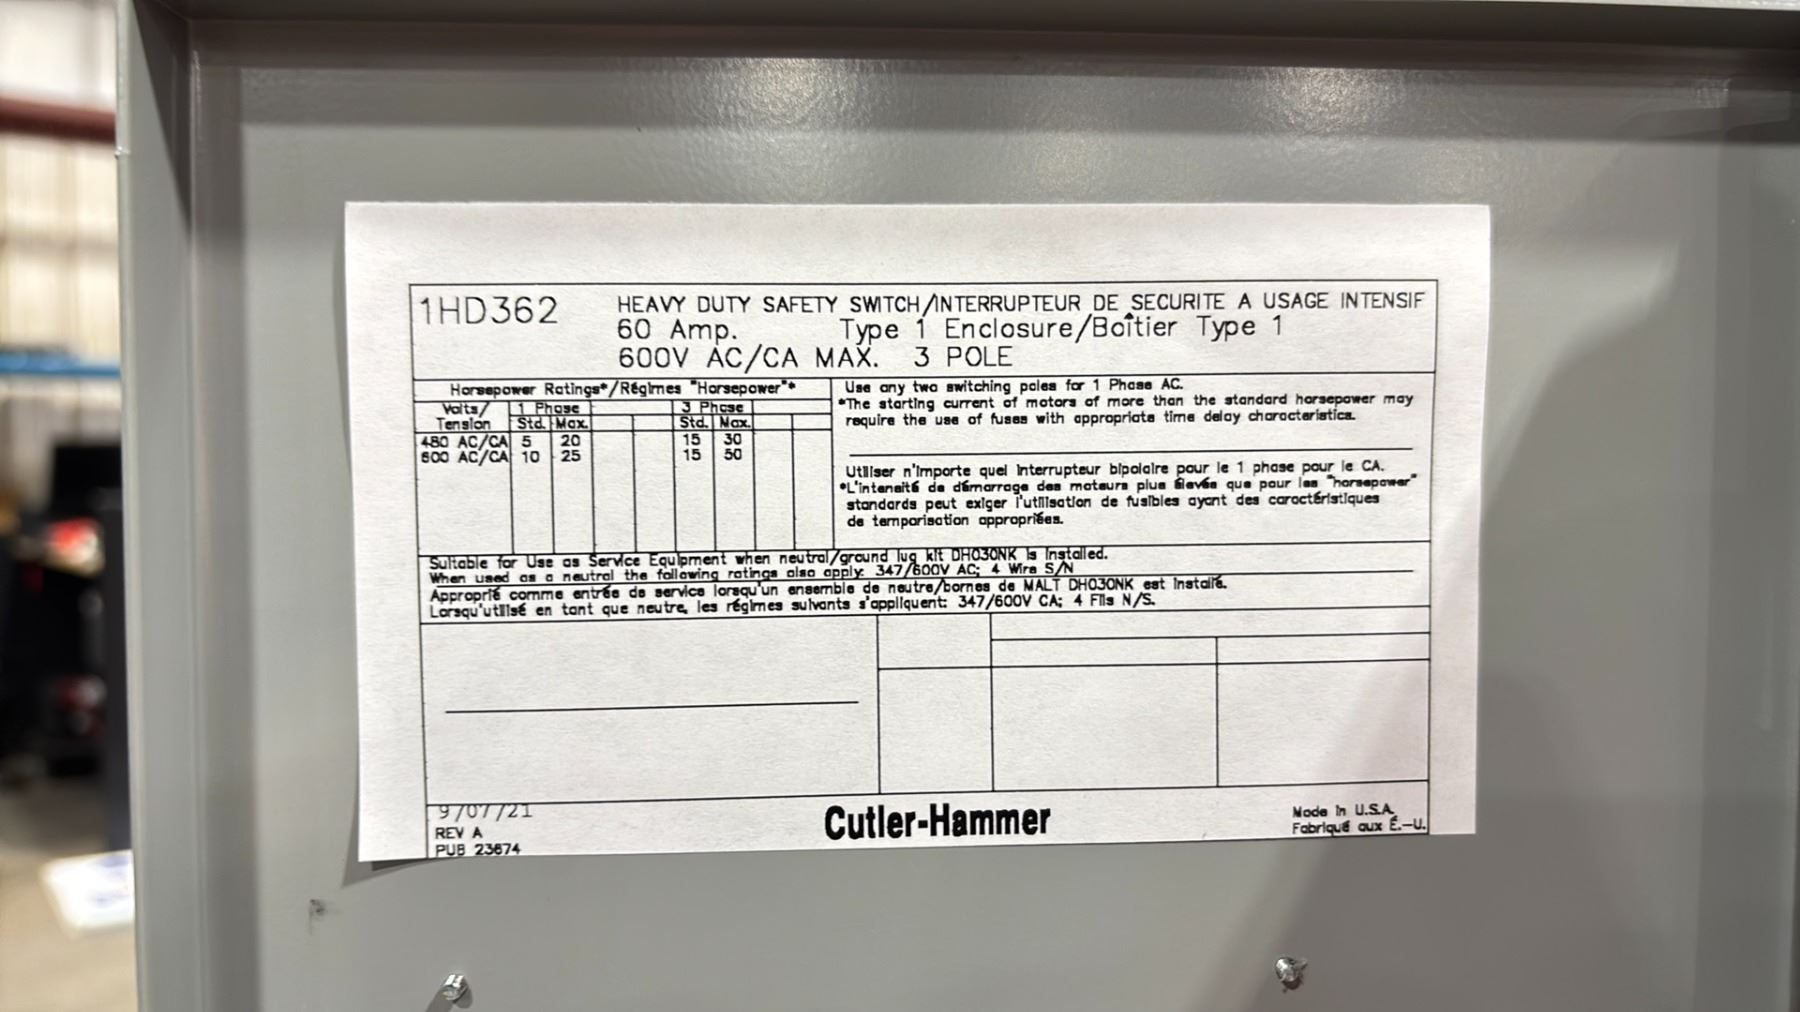 1HD362
HEAVY DUTY SAFETY SWITCH/INTERRUPTEUR DE SECURITE A USAGE INTENSIF
60 Amp. Type 1 Enclosure/Boîtier Type 1
600V AC/CA MAX. 3 POLE
Horsepower Ratings*/Régimes "Horsepower"*
Volts/ 1 Phase 3 Phase
Tension Std. Max. Std. Max.
480 AC/CA 5 20 15 30
600 AC/CA 10 25 15 50
Use any two switching poles for 1 Phase AC.
*The starting current of motors of more than the standard horsepower may
require the use of fuses with appropriate time delay characteristics.
Utiliser n'importe quel interrupteur bipolaire pour le 1 phase pour le CA.
*L'intensité de démarrage des moteurs plus élevés que pour les "horsepower"
standards peut exiger l'utilisation de fusibles ayant des caractéristiques
de temporisation appropriées.
Suitable for Use as Service Equipment when neutral/ground lug kit DH030NK is installed.
When used as a neutral the following ratings also apply: 347/600V AC; 4 Wire S/N
Approprié comme entrée de service lorsqu'un ensemble de neutre/bornes de MALT DH030NK est installé.
Lorsqu'utilisé en tant que neutre, les régimes suivants s'appliquent: 347/600V CA; 4 Fils N/S.
9/07/21
REV A
PUB 23674
Cutler-Hammer
Made in U.S.A.
Fabriqué aux É.-U.